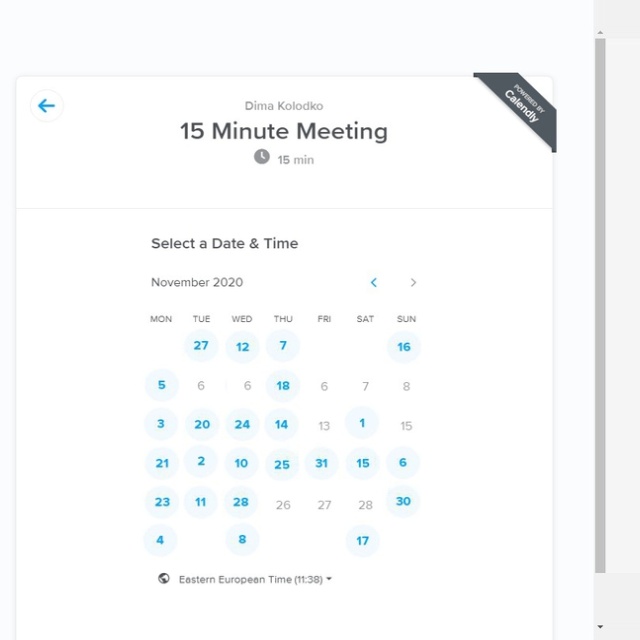 POWERED BY
Calendly
Dima Kolodko
15 Minute Meeting
15 min
Select a Date & Time
November 2020
MON TUE WED THU FRI SAT SUN
27 12 7 16
5 6 6 18 6 7 8
3 20 24 14 13 1 15
21 2 10 25 31 15 6
23 11 28 26 27 28 30
4 8 17
Eastern European Time (11:38)